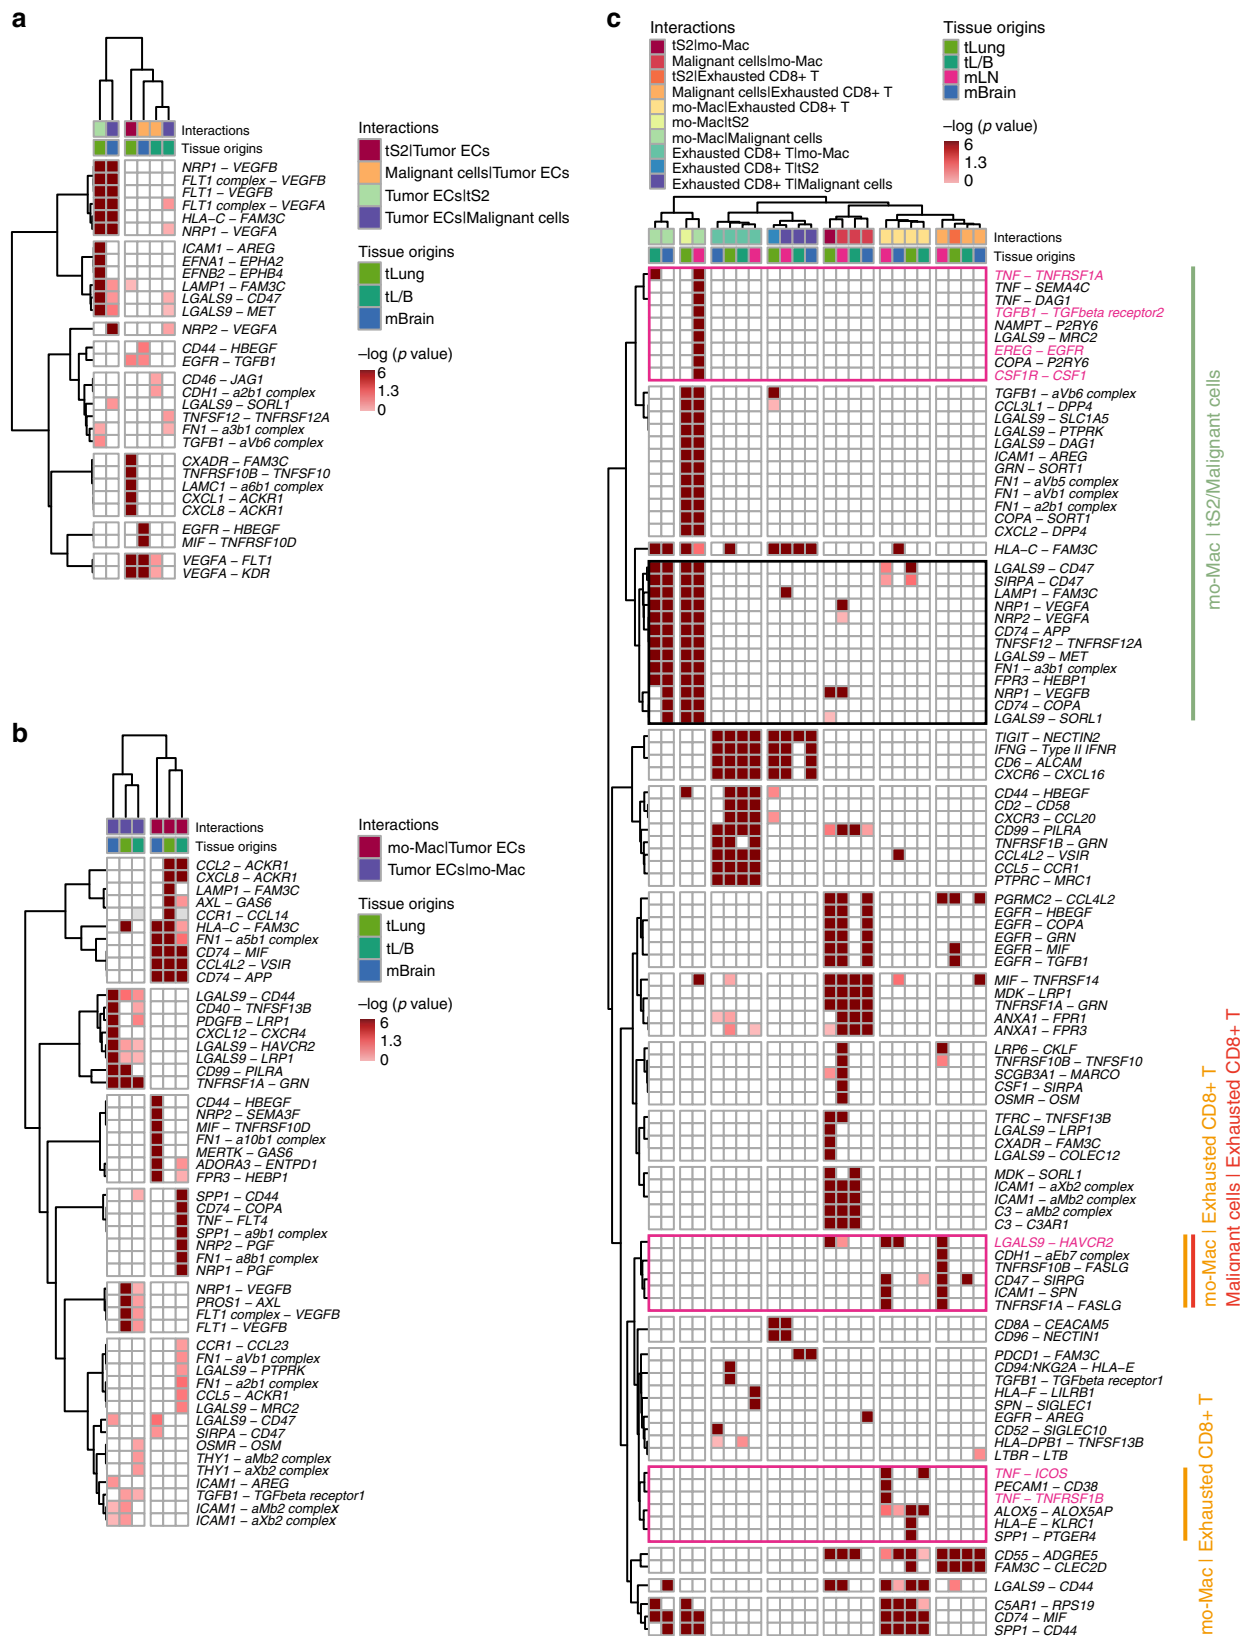 a
Interactions
Tissue origins
NRP1 – VEGFB
FLT1 complex – VEGFB
FLT1 – VEGFB
FLT1 complex – VEGFA
HLA-C – FAM3C
NRP1 – VEGFA
ICAM1 – AREG
EFNA1 – EPHA2
EFNB2 – EPHB4
LAMP1 – FAM3C
LGALS9 – CD47
LGALS9 – MET
NRP2 – VEGFA
CD44 – HBEGF
EGFR – TGFB1
CD46 – JAG1
CDH1 – a2b1 complex
LGALS9 – SORL1
TNFSF12 – TNFRSF12A
FN1 – a3b1 complex
TGFB1 – aVb6 complex
CXADR – FAM3C
TNFRSF10B – TNFSF10
LAMC1 – a6b1 complex
CXCL1 – ACKR1
CXCL8 – ACKR1
EGFR – HBEGF
MIF – TNFRSF10D
VEGFA – FLT1
VEGFA – KDR
Interactions
tS2|Tumor ECs
Malignant cells|Tumor ECs
Tumor ECs|tS2
Tumor ECs|Malignant cells
Tissue origins
tLung
tL/B
mBrain
–log (p value)
6
1.3
0
b
Interactions
Tissue origins
CCL2 – ACKR1
CXCL8 – ACKR1
LAMP1 – FAM3C
AXL – GAS6
CCR1 – CCL14
HLA-C – FAM3C
FN1 – a5b1 complex
CD74 – MIF
CCL4L2 – VSIR
CD74 – APP
LGALS9 – CD44
CD40 – TNFSF13B
PDGFB – LRP1
CXCL12 – CXCR4
LGALS9 – HAVCR2
LGALS9 – LRP1
CD99 – PILRA
TNFRSF1A – GRN
CD44 – HBEGF
NRP2 – SEMA3F
MIF – TNFRSF10D
FN1 – a10b1 complex
MERTK – GAS6
ADORA3 – ENTPD1
FPR3 – HEBP1
SPP1 – CD44
CD74 – COPA
TNF – FLT4
SPP1 – a9b1 complex
NRP2 – PGF
FN1 – a8b1 complex
NRP1 – PGF
NRP1 – VEGFB
PROS1 – AXL
FLT1 complex – VEGFB
FLT1 – VEGFB
CCR1 – CCL23
FN1 – aVb1 complex
LGALS9 – PTPRK
FN1 – a2b1 complex
CCL5 – ACKR1
LGALS9 – MRC2
LGALS9 – CD47
SIRPA – CD47
OSMR – OSM
THY1 – aMb2 complex
THY1 – aXb2 complex
ICAM1 – AREG
TGFB1 – TGFbeta receptor1
ICAM1 – aMb2 complex
ICAM1 – aXb2 complex
Interactions
mo-Mac|Tumor ECs
Tumor ECs|mo-Mac
Tissue origins
tLung
tL/B
mBrain
–log (p value)
6
1.3
0
c
Interactions
tS2|mo-Mac
Malignant cells|mo-Mac
tS2|Exhausted CD8+ T
Malignant cells|Exhausted CD8+ T
mo-Mac|Exhausted CD8+ T
mo-Mac|tS2
mo-Mac|Malignant cells
Exhausted CD8+ T|mo-Mac
Exhausted CD8+ T|tS2
Exhausted CD8+ T|Malignant cells
Tissue origins
tLung
tL/B
mLN
mBrain
–log (p value)
6
1.3
0
Interactions
Tissue origins
TNF – TNFRSF1A
TNF – SEMA4C
TNF – DAG1
TGFB1 – TGFbeta receptor2
NAMPT – P2RY6
LGALS9 – MRC2
EREG – EGFR
COPA – P2RY6
CSF1R – CSF1
TGFB1 – aVb6 complex
CCL3L1 – DPP4
LGALS9 – SLC1A5
LGALS9 – PTPRK
LGALS9 – DAG1
ICAM1 – AREG
GRN – SORT1
FN1 – aVb5 complex
FN1 – aVb1 complex
FN1 – a2b1 complex
COPA – SORT1
CXCL2 – DPP4
HLA-C – FAM3C
LGALS9 – CD47
SIRPA – CD47
LAMP1 – FAM3C
NRP1 – VEGFA
NRP2 – VEGFA
CD74 – APP
TNFSF12 – TNFRSF12A
LGALS9 – MET
FN1 – a3b1 complex
FPR3 – HEBP1
NRP1 – VEGFB
CD74 – COPA
LGALS9 – SORL1
mo-Mac | tS2/Malignant cells
TIGIT – NECTIN2
IFNG – Type II IFNR
CD6 – ALCAM
CXCR6 – CXCL16
CD44 – HBEGF
CD2 – CD58
CXCR3 – CCL20
CD99 – PILRA
TNFRSF1B – GRN
CCL4L2 – VSIR
CCL5 – CCR1
PTPRC – MRC1
PGRMC2 – CCL4L2
EGFR – HBEGF
EGFR – COPA
EGFR – GRN
EGFR – MIF
EGFR – TGFB1
MIF – TNFRSF14
MDK – LRP1
TNFRSF1A – GRN
ANXA1 – FPR1
ANXA1 – FPR3
LRP6 – CKLF
TNFRSF10B – TNFSF10
SCGB3A1 – MARCO
CSF1 – SIRPA
OSMR – OSM
TFRC – TNFSF13B
LGALS9 – LRP1
CXADR – FAM3C
LGALS9 – COLEC12
MDK – SORL1
ICAM1 – aXb2 complex
ICAM1 – aMb2 complex
C3 – aMb2 complex
C3 – C3AR1
LGALS9 – HAVCR2
CDH1 – aEb7 complex
TNFRSF10B – FASLG
CD47 – SIRPG
ICAM1 – SPN
TNFRSF1A – FASLG
mo-Mac | Exhausted CD8+ T
Malignant cells | Exhausted CD8+ T
CD8A – CEACAM5
CD96 – NECTIN1
PDCD1 – FAM3C
CD94:NKG2A – HLA-E
TGFB1 – TGFbeta receptor1
HLA-F – LILRB1
SPN – SIGLEC1
EGFR – AREG
CD52 – SIGLEC10
HLA-DPB1 – TNFSF13B
LTBR – LTB
TNF – ICOS
PECAM1 – CD38
TNF – TNFRSF1B
ALOX5 – ALOX5AP
HLA-E – KLRC1
SPP1 – PTGER4
mo-Mac | Exhausted CD8+ T
CD55 – ADGRE5
FAM3C – CLEC2D
LGALS9 – CD44
C5AR1 – RPS19
CD74 – MIF
SPP1 – CD44